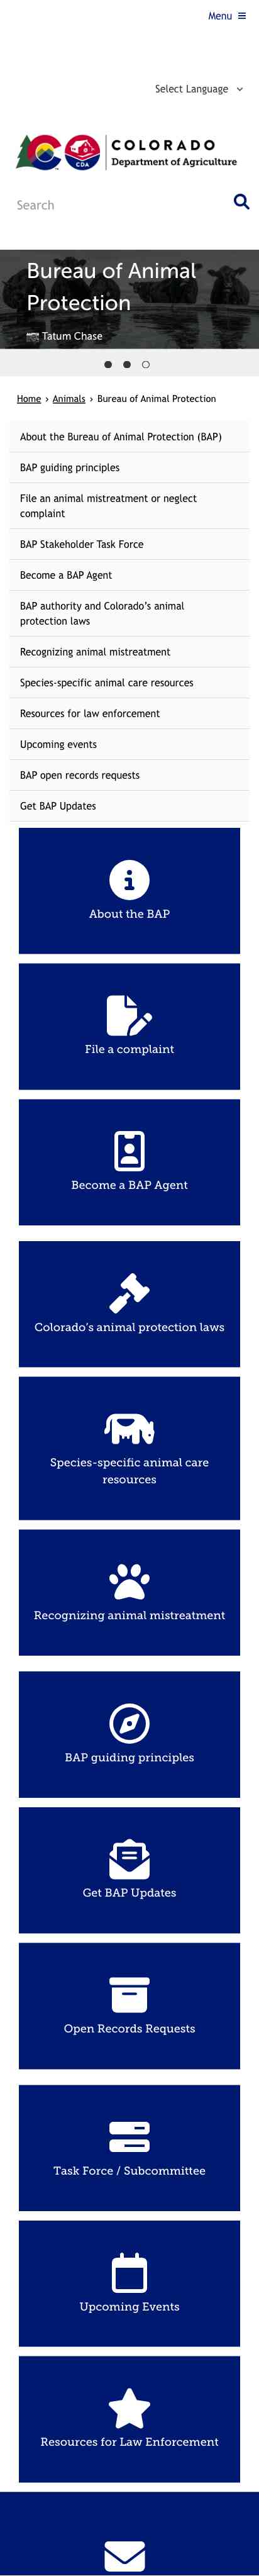 Menu
Select Language
CDA
COLORADO
Department of Agriculture
Search
Bureau of Animal
Protection
Tatum Chase
Home › Animals › Bureau of Animal Protection
About the Bureau of Animal Protection (BAP)
BAP guiding principles
File an animal mistreatment or neglect
complaint
BAP Stakeholder Task Force
Become a BAP Agent
BAP authority and Colorado’s animal
protection laws
Recognizing animal mistreatment
Species-specific animal care resources
Resources for law enforcement
Upcoming events
BAP open records requests
Get BAP Updates
About the BAP
File a complaint
Become a BAP Agent
Colorado’s animal protection laws
Species-specific animal care
resources
Recognizing animal mistreatment
BAP guiding principles
Get BAP Updates
Open Records Requests
Task Force / Subcommittee
Upcoming Events
Resources for Law Enforcement